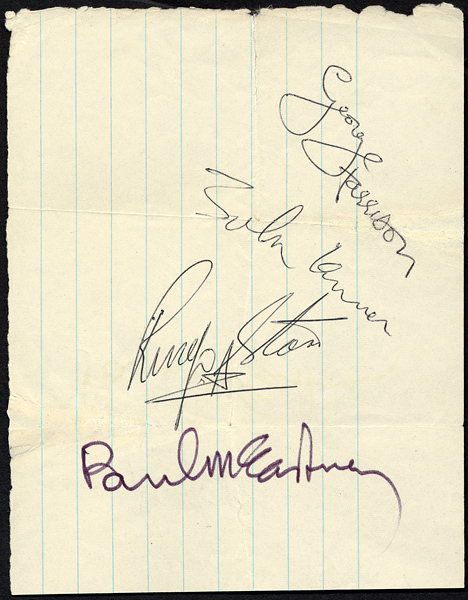 George Harrison
John Lennon
Ringo Starr
Paul McCartney